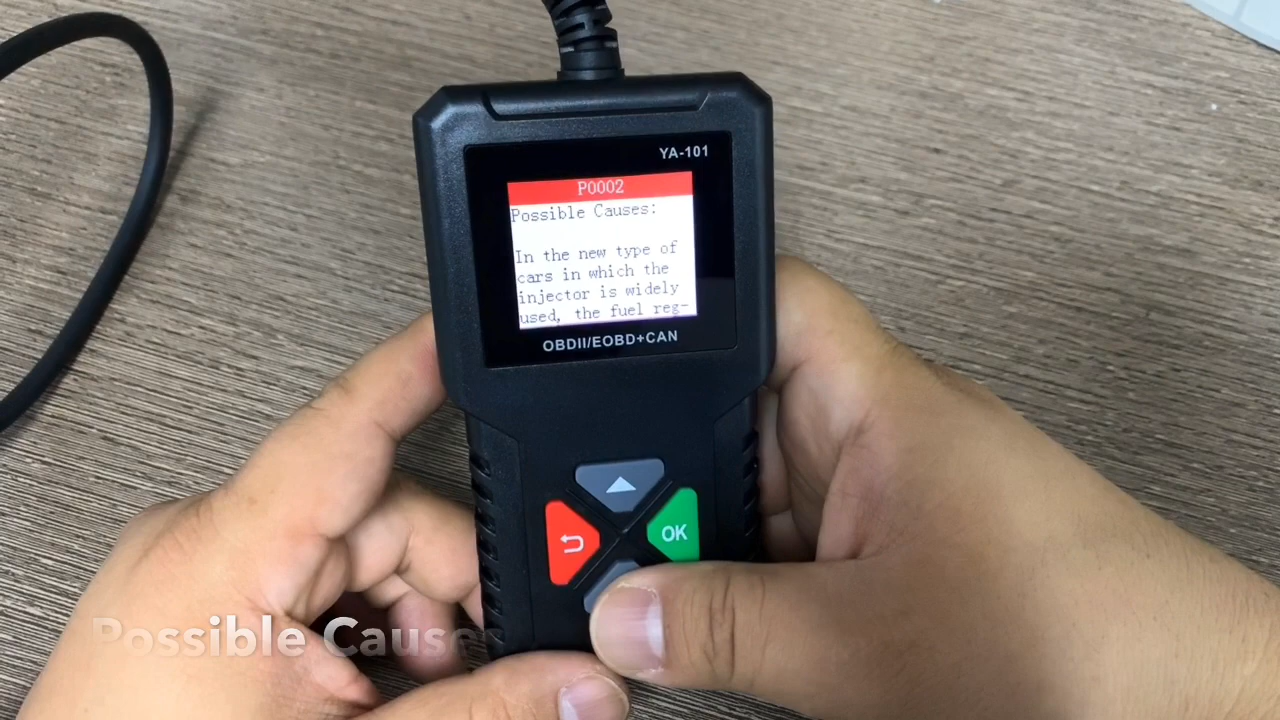 YA-101
P0002
Possible Causes:
In the new type of
cars in which the
injector is widely
used, the fuel reg-
OBDII/EOBD+CAN
OK
Possible Cause